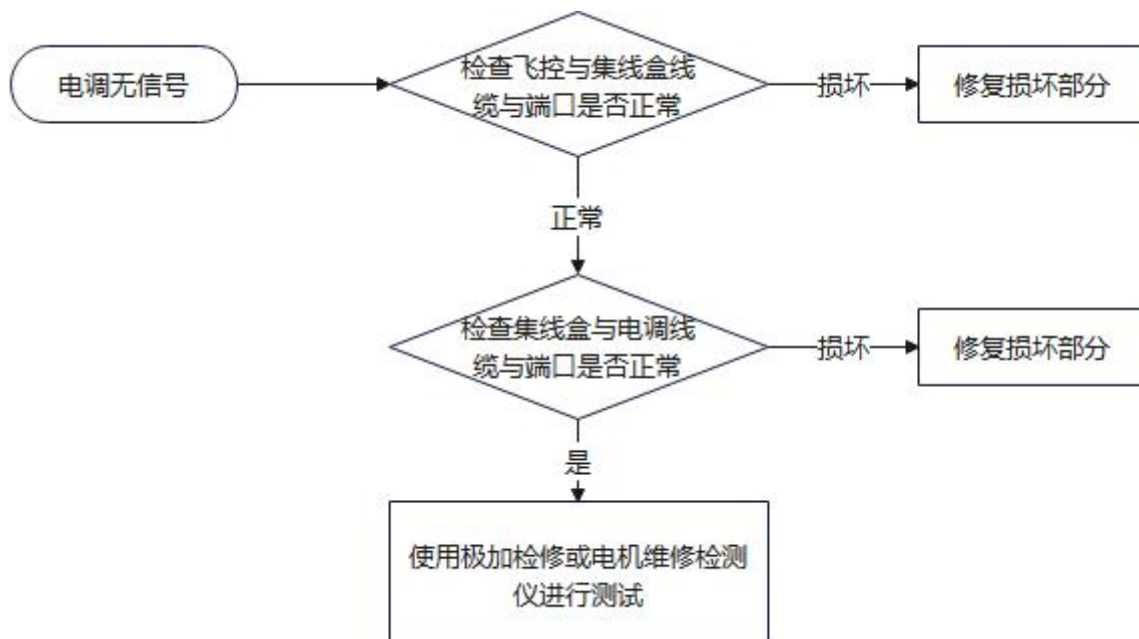 电调无信号
检查飞控与集线盒线
缆与端口是否正常
损坏
修复损坏部分
正常
检查集线盒与电调线
缆与端口是否正常
损坏
修复损坏部分
是
使用极加检修或电机维修检测
仪进行测试